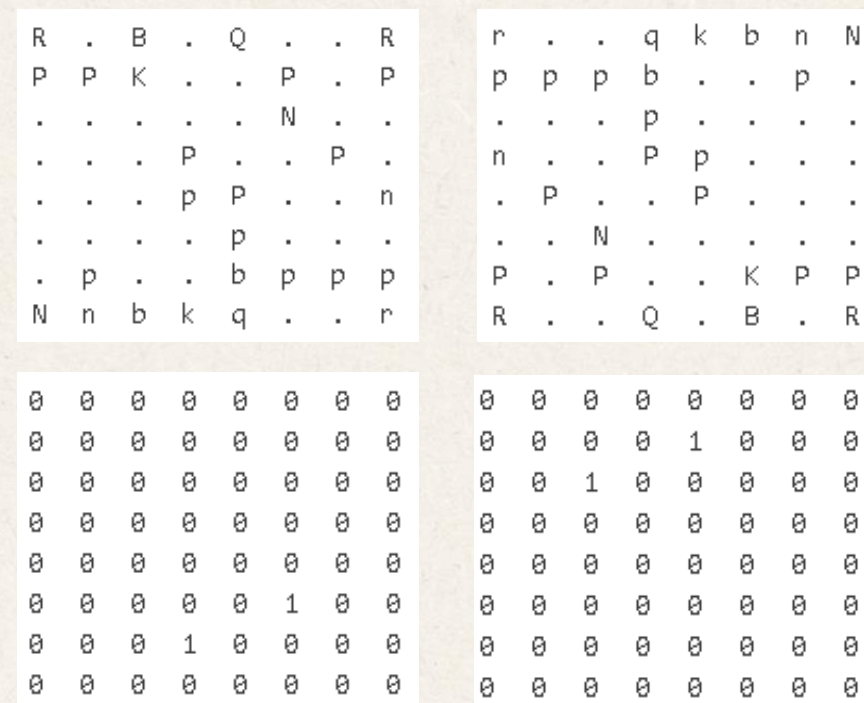 R . B . Q . . R
P P K . . P . P
. . . . . N . .
. . . P . . P .
. . . p P . . n
. . . . p . . .
. p . . b p p p
N n b k q . . r
r . . q k b n N
p p p b . . p .
. . . p . . . .
n . . P p . . .
. P . . P . . .
. . N . . . . .
P . P . . K P P
R . . Q . B . R
0 0 0 0 0 0 0 0
0 0 0 0 0 0 0 0
0 0 0 0 0 0 0 0
0 0 0 0 0 0 0 0
0 0 0 0 0 0 0 0
0 0 0 0 0 1 0 0
0 0 0 1 0 0 0 0
0 0 0 0 0 0 0 0
0 0 0 0 0 0 0 0
0 0 0 0 1 0 0 0
0 0 1 0 0 0 0 0
0 0 0 0 0 0 0 0
0 0 0 0 0 0 0 0
0 0 0 0 0 0 0 0
0 0 0 0 0 0 0 0
0 0 0 0 0 0 0 0